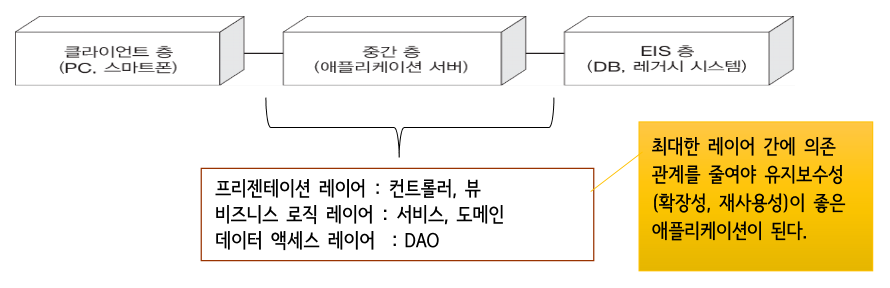 클라이언트 층
(PC, 스마트폰)
중간 층
(애플리케이션 서버)
EIS 층
(DB, 레거시 시스템)
프리젠테이션 레이어 : 컨트롤러, 뷰
비즈니스 로직 레이어 : 서비스, 도메인
데이터 액세스 레이어 : DAO
최대한 레이어 간에 의존
관계를 줄여야 유지보수성
(확장성, 재사용성)이 좋은
애플리케이션이 된다.